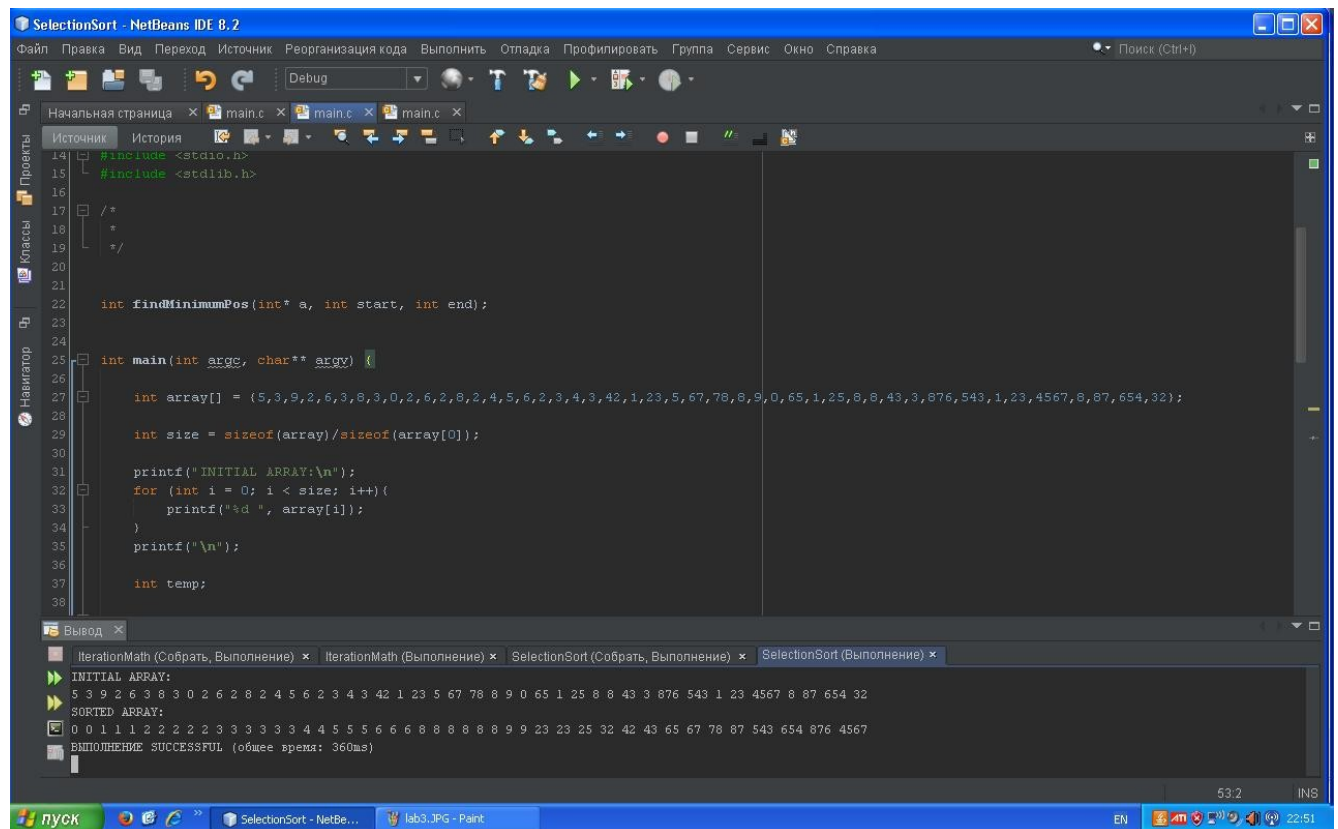 SelectionSort - NetBeans IDE 8.2
Файл Правка Вид Переход Источник Реорганизация кода Выполнить Отладка Профилировать Группа Сервис Окно Справка Поиск (Ctrl+I)
Debug
Начальная страница × main.c × main.c × main.c ×
Источник История
Проекты
Классы
Навигатор
14 #include <stdio.h>
15 #include <stdlib.h>
16
17 /*
18 *
19 */
20
21
22 int findMinimumPos(int* a, int start, int end);
23
24
25 int main(int argc, char** argv) {
26
27 int array[] = {5,3,9,2,6,3,8,3,0,2,6,2,8,2,4,5,6,2,3,4,3,42,1,23,5,67,78,8,9,0,65,1,25,8,8,43,3,876,543,1,23,4567,8,87,654,32};
28
29 int size = sizeof(array)/sizeof(array[0]);
30
31 printf("INITIAL ARRAY:\n");
32 for (int i = 0; i < size; i++){
33 printf("%d ", array[i]);
34 }
35 printf("\n");
36
37 int temp;
38
Вывод ×
IterationMath (Собрать, Выполнение) × IterationMath (Выполнение) × SelectionSort (Собрать, Выполнение) × SelectionSort (Выполнение) ×
INITIAL ARRAY:
5 3 9 2 6 3 8 3 0 2 6 2 8 2 4 5 6 2 3 4 3 42 1 23 5 67 78 8 9 0 65 1 25 8 8 43 3 876 543 1 23 4567 8 87 654 32
SORTED ARRAY:
0 0 1 1 1 2 2 2 2 2 3 3 3 3 3 3 4 4 5 5 5 6 6 6 8 8 8 8 8 8 9 9 23 23 25 32 42 43 65 67 78 87 543 654 876 4567
ВЫПОЛНЕНИЕ SUCCESSFUL (общее время: 360ms)
53:2 INS
пуск SelectionSort - NetBe... lab3.JPG - Paint EN 22:51